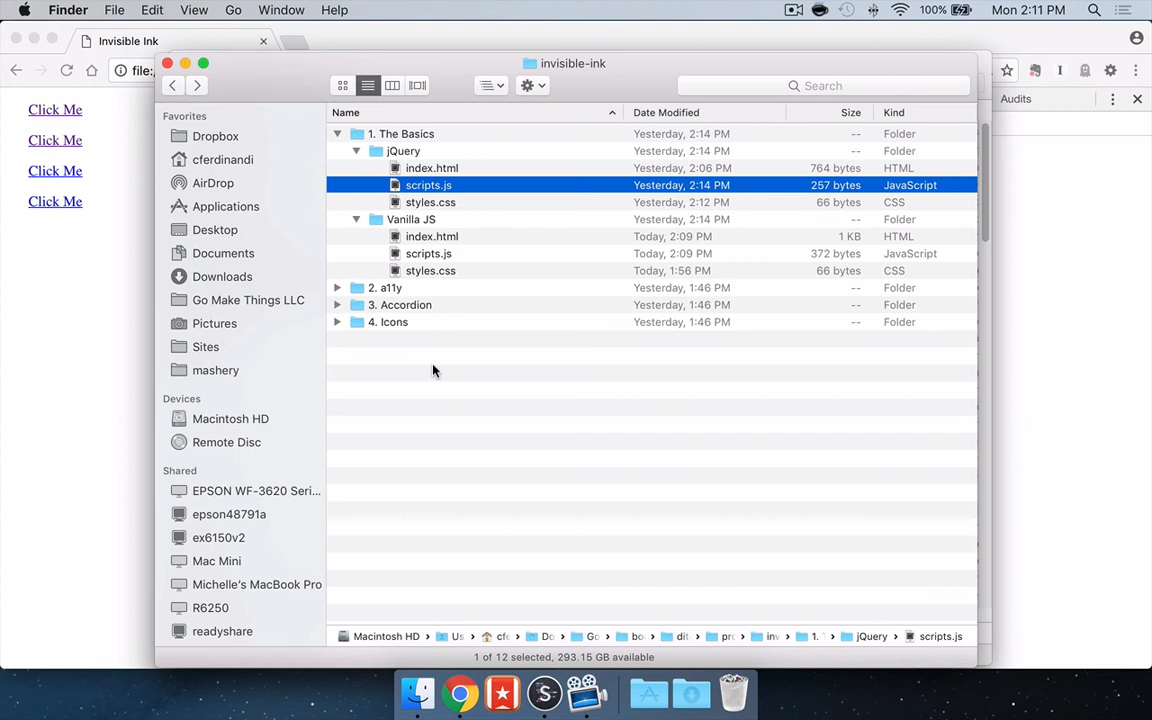 Finder File Edit View Go Window Help 100% Mon 2:11 PM
Invisible Ink
file:
Audits
Click Me
Click Me
Click Me
Click Me
invisible-ink
Search
Favorites
Dropbox
cferdinandi
AirDrop
Applications
Desktop
Documents
Downloads
Go Make Things LLC
Pictures
Sites
mashery
Devices
Macintosh HD
Remote Disc
Shared
EPSON WF-3620 Seri...
epson48791a
ex6150v2
Mac Mini
Michelle's MacBook Pro
R6250
readyshare
Name Date Modified Size Kind
1. The Basics Yesterday, 2:14 PM -- Folder
jQuery Yesterday, 2:14 PM -- Folder
index.html Yesterday, 2:06 PM 764 bytes HTML
scripts.js Yesterday, 2:14 PM 257 bytes JavaScript
styles.css Yesterday, 2:12 PM 66 bytes CSS
Vanilla JS Yesterday, 2:14 PM -- Folder
index.html Today, 2:09 PM 1 KB HTML
scripts.js Today, 2:09 PM 372 bytes JavaScript
styles.css Today, 1:56 PM 66 bytes CSS
2. a11y Yesterday, 1:46 PM -- Folder
3. Accordion Yesterday, 1:46 PM -- Folder
4. Icons Yesterday, 1:46 PM -- Folder
Macintosh HD › Us › cfe › Do › Go › bo › dit › pr › inv › 1. › jQuery › scripts.js
1 of 12 selected, 293.15 GB available